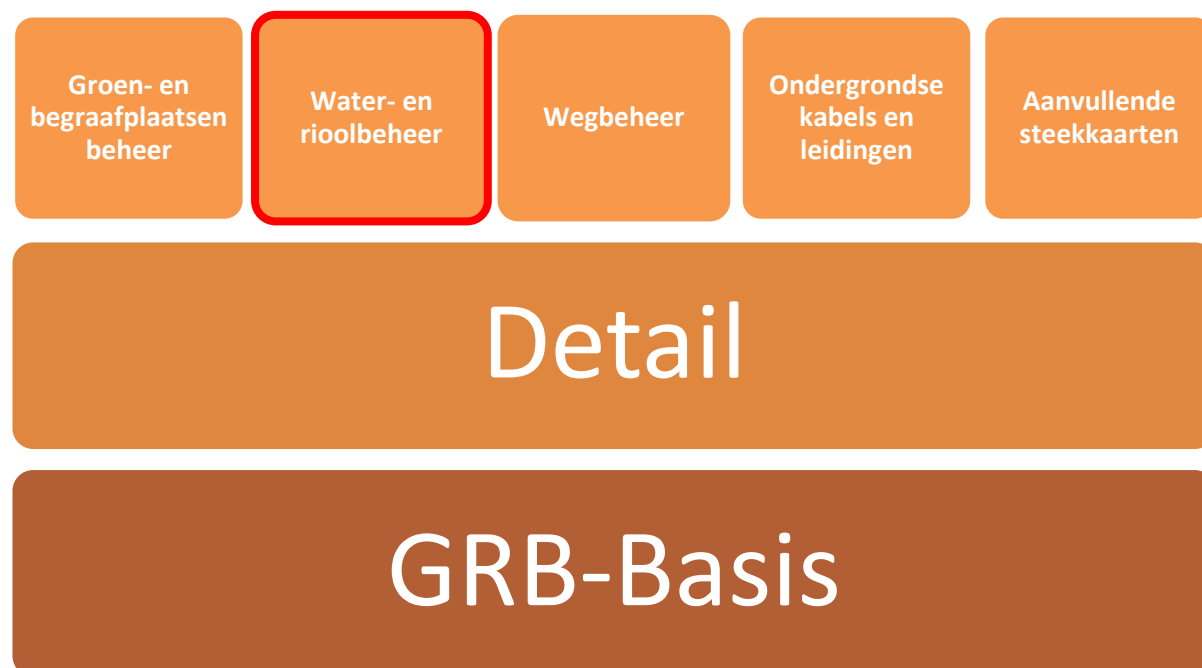 Groen- en
begraafplaatsen
beheer
Water- en
rioolbeheer
Wegbeheer
Ondergrondse
kabels en
leidingen
Aanvullende
steekkaarten
Detail
GRB-Basis